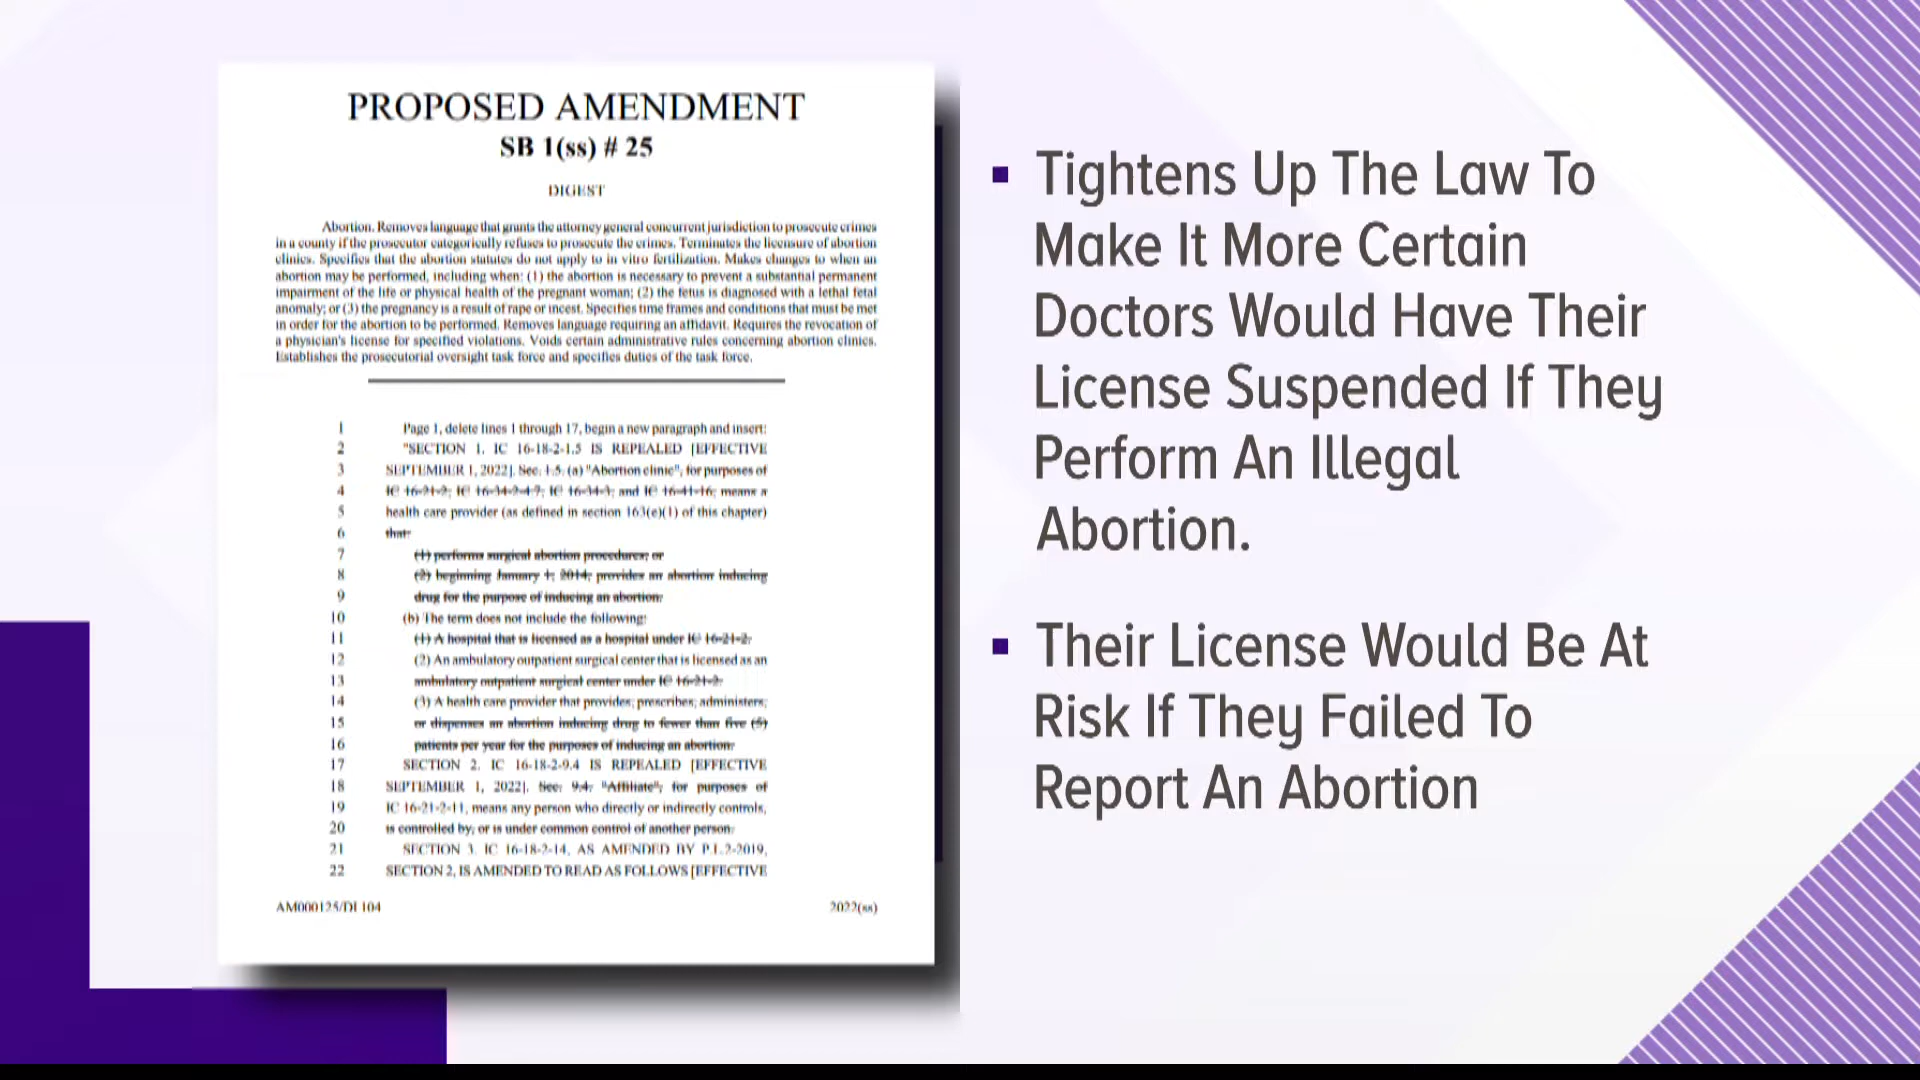 PROPOSED AMENDMENT
SB 1(ss) # 25
DIGEST
Abortion. Removes language that grants the attorney general concurrent jurisdiction to prosecute crimes
in a county if the prosecutor categorically refuses to prosecute the crimes. Terminates the licensure of abortion
clinics. Specifies that the abortion statutes do not apply to in vitro fertilization. Makes changes to when an
abortion may be performed, including when: (1) the abortion is necessary to prevent a substantial permanent
impairment of the life or physical health of the pregnant woman; (2) the fetus is diagnosed with a lethal fetal
anomaly; or (3) the pregnancy is a result of rape or incest. Specifies time frames and conditions that must be met
in order for the abortion to be performed. Removes language requiring an affidavit. Requires the revocation of
a physician's license for specified violations. Voids certain administrative rules concerning abortion clinics.
Establishes the prosecutorial oversight task force and specifies duties of the task force.
1 Page 1, delete lines 1 through 17, begin a new paragraph and insert:
2 "SECTION 1. IC 16-18-2-1.5 IS REPEALED [EFFECTIVE
3 SEPTEMBER 1, 2022]. Sec. 1.5. (a) "Abortion clinic", for purposes of
4 IC 16-21-2, IC 16-34-2-4.7, IC 16-34-3, and IC 16-41-16, means a
5 health care provider (as defined in section 163(e)(1) of this chapter)
6 that:
7 (1) performs surgical abortion procedures; or
8 (2) beginning January 1, 2014, provides an abortion inducing
9 drug for the purpose of inducing an abortion.
10 (b) The term does not include the following:
11 (1) A hospital that is licensed as a hospital under IC 16-21-2.
12 (2) An ambulatory outpatient surgical center that is licensed as an
13 ambulatory outpatient surgical center under IC 16-21-2.
14 (3) A health care provider that provides, prescribes, administers,
15 or dispenses an abortion inducing drug to fewer than five (5)
16 patients per year for the purposes of inducing an abortion.
17 SECTION 2. IC 16-18-2-9.4 IS REPEALED [EFFECTIVE
18 SEPTEMBER 1, 2022]. Sec. 9.4. "Affiliate", for purposes of
19 IC 16-21-2-11, means any person who directly or indirectly controls,
20 is controlled by, or is under common control of another person.
21 SECTION 3. IC 16-18-2-14, AS AMENDED BY P.L.2-2019,
22 SECTION 2, IS AMENDED TO READ AS FOLLOWS [EFFECTIVE
AM000125/DI 104 2022(ss)
▪ Tightens Up The Law To
Make It More Certain
Doctors Would Have Their
License Suspended If They
Perform An Illegal
Abortion.
▪ Their License Would Be At
Risk If They Failed To
Report An Abortion